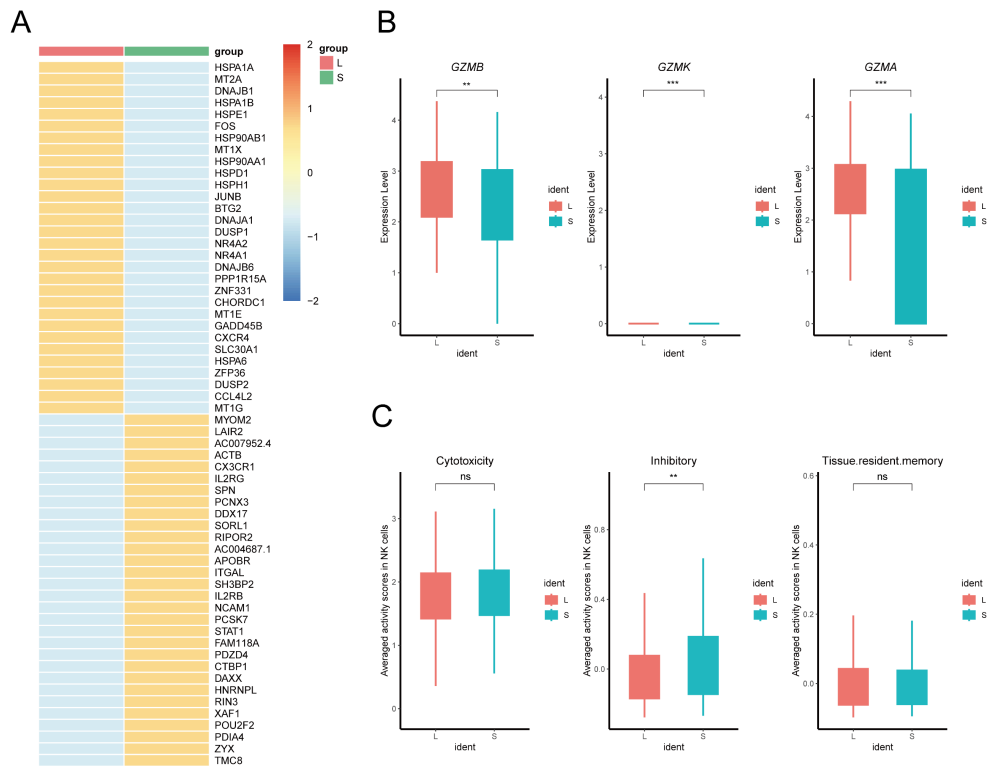 A
group
HSPA1A
MT2A
DNAJB1
HSPA1B
HSPE1
FOS
HSP90AB1
MT1X
HSP90AA1
HSPD1
HSPH1
JUNB
BTG2
DNAJA1
DUSP1
NR4A2
NR4A1
DNAJB6
PPP1R15A
ZNF331
CHORDC1
MT1E
GADD45B
CXCR4
SLC30A1
HSPA6
ZFP36
DUSP2
CCL4L2
MT1G
MYOM2
LAIR2
AC007952.4
ACTB
CX3CR1
IL2RG
SPN
PCNX3
DDX17
SORL1
RIPOR2
AC004687.1
APOBR
ITGAL
SH3BP2
IL2RB
NCAM1
PCSK7
STAT1
FAM118A
PDZD4
CTBP1
DAXX
HNRNPL
RIN3
XAF1
POU2F2
PDIA4
ZYX
TMC8
2
1
0
−1
−2
group
L
S
B
GZMB
**
Expression Level
4
3
2
1
0
L S
ident
ident
L
S
GZMK
***
Expression Level
4
3
2
4
0
L S
ident
ident
L
S
GZMA
***
Expression Level
4
3
2
1
0
L S
ident
ident
L
S
C
Cytotoxicity
ns
Averaged activity scores in NK cells
3
2
1
0
L S
ident
ident
L
S
Inhibitory
**
Averaged activity scores in NK cells
0.8
0.4
0.0
L S
ident
ident
L
S
Tissue.resident.memory
ns
Averaged activity scores in NK cells
0.6
0.4
0.2
0.0
L S
ident
ident
L
S